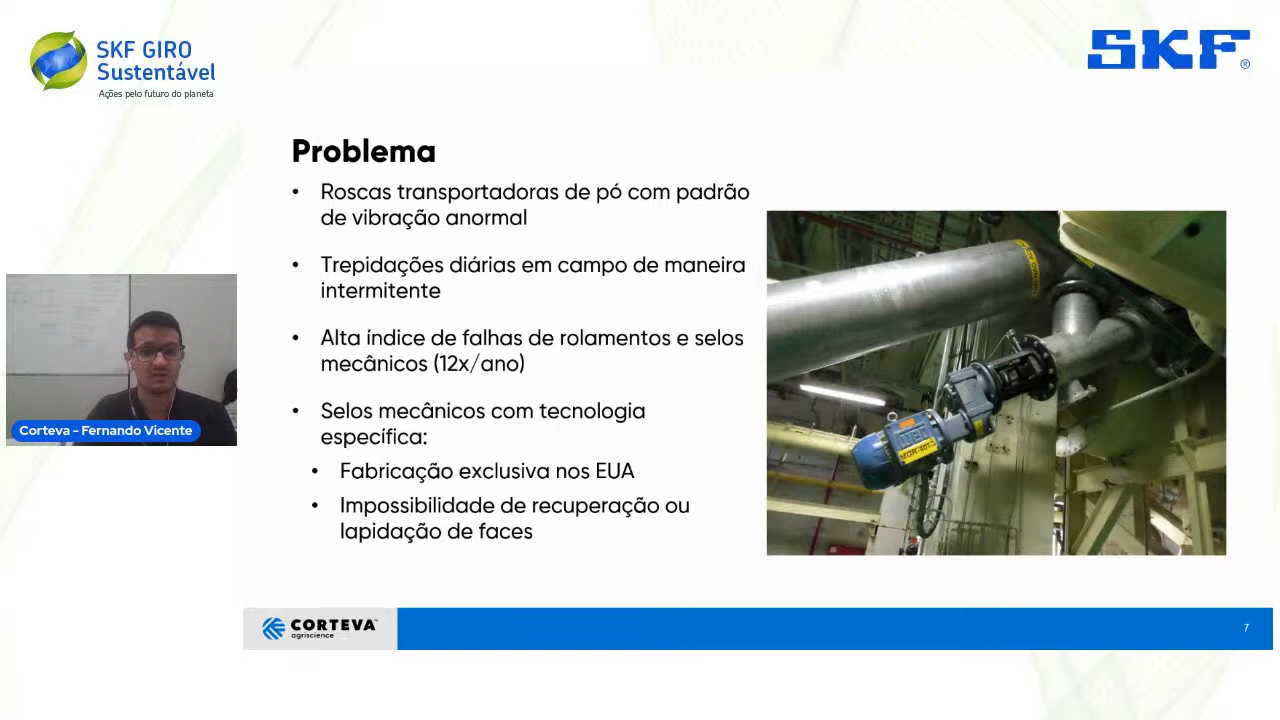 SKF GIRO
Sustentável
Ações pelo futuro do planeta
SKF
®
Problema
• Roscas transportadoras de pó com padrão
de vibração anormal
• Trepidações diárias em campo de maneira
intermitente
• Alta índice de falhas de rolamentos e selos
mecânicos (12x/ano)
• Selos mecânicos com tecnologia
específica:
• Fabricação exclusiva nos EUA
• Impossibilidade de recuperação ou
lapidação de faces
Corteva - Fernando Vicente
CORTEVA™
agriscience
7